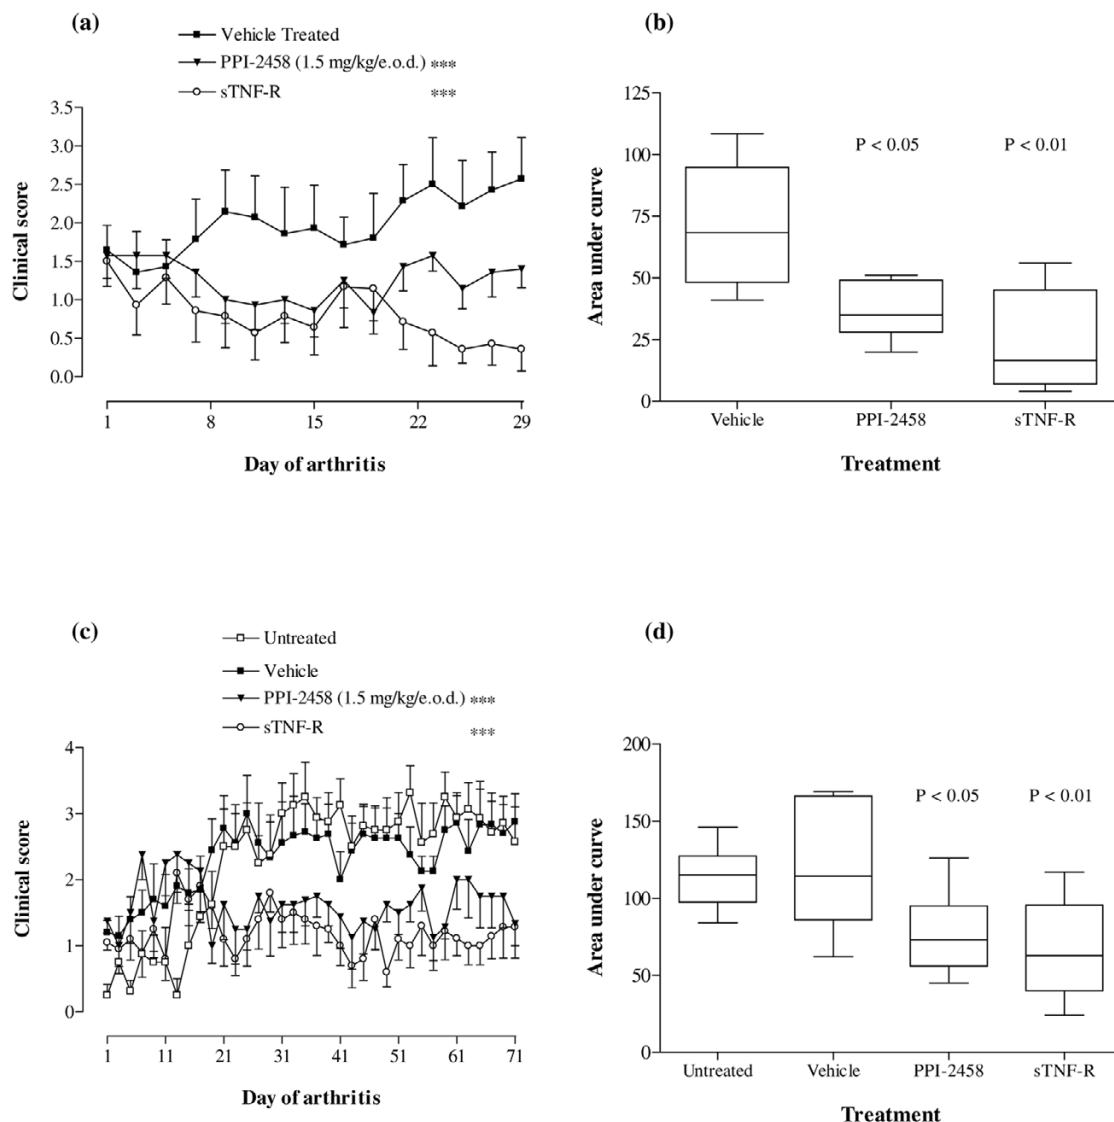 (a)
Vehicle Treated
PPI-2458 (1.5 mg/kg/e.o.d.) ***
sTNF-R ***
3.5
3.0
2.5
2.0
1.5
1.0
0.5
0.0
Clinical score
1 8 15 22 29
Day of arthritis
(b)
125
100
75
50
25
0
Area under curve
P < 0.05 P < 0.01
Vehicle PPI-2458 sTNF-R
Treatment
(c)
Untreated
Vehicle
PPI-2458 (1.5 mg/kg/e.o.d.) ***
sTNF-R ***
4
3
2
1
0
Clinical score
1 11 21 31 41 51 61 71
Day of arthritis
(d)
200
150
100
50
0
Area under curve
P < 0.05 P < 0.01
Untreated Vehicle PPI-2458 sTNF-R
Treatment